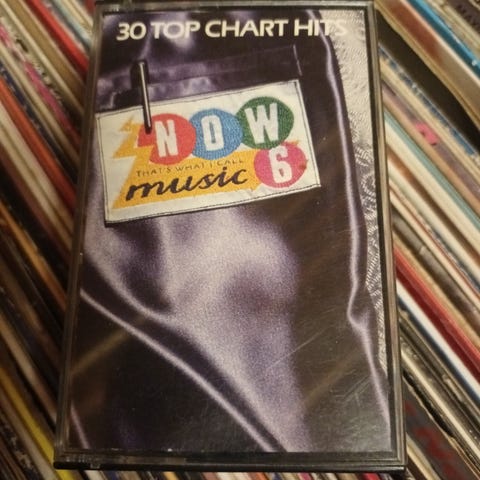 30 TOP CHART HITS
NOW
THAT'S WHAT I CALL
music 6